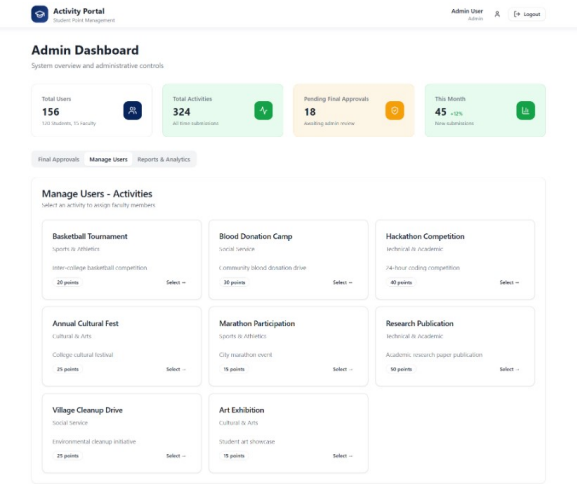 Activity Portal
Student Point Management
Admin User
Admin
Logout
Admin Dashboard
System overview and administrative controls
Total Users
156
Students, 15 Faculty
Total Activities
324
All time submissions
Pending Final Approvals
18
Awaiting admin review
This Month
45 +12%
New submissions
Final Approvals
Manage Users
Reports & Analytics
Manage Users - Activities
Select an activity to assign faculty members
Basketball Tournament
Sports & Athletics
Inter-college basketball competition
20 points
Select →
Blood Donation Camp
Social Service
Community blood donation drive
30 points
Select →
Hackathon Competition
Technical & Academic
24-hour coding competition
40 points
Select →
Annual Cultural Fest
Cultural & Arts
College cultural festival
25 points
Select →
Marathon Participation
Sports & Athletics
City marathon event
15 points
Select →
Research Publication
Technical & Academic
Academic research paper publication
50 points
Select →
Village Cleanup Drive
Social Service
Environmental cleanup initiative
25 points
Select →
Art Exhibition
Cultural & Arts
Student art showcase
15 points
Select →